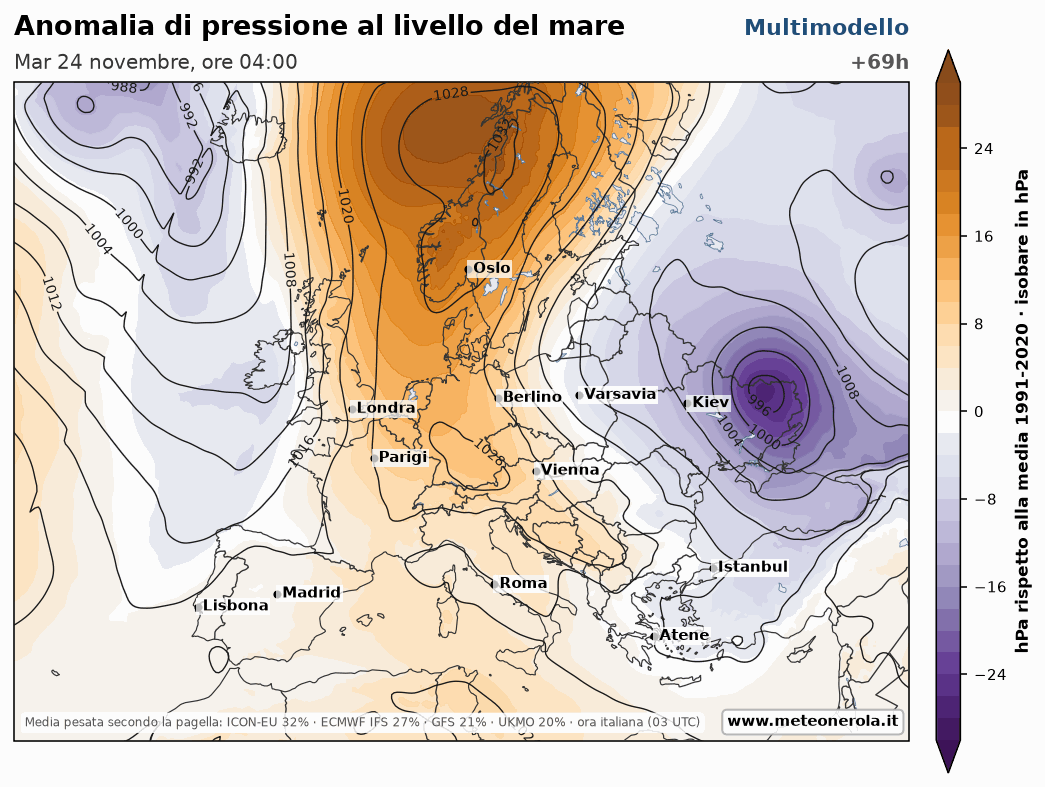 Anomalia di pressione al livello del mare
Multimodello
Mar 24 novembre, ore 04:00
+69h
988
992
992
1028
1020
1000
1004
1008
1012
Oslo
1008
Berlino
Varsavia
Kiev
996
Londra
1004
1000
1016
Parigi
1028
Vienna
Istanbul
Roma
Madrid
Lisbona
Atene
Media pesata secondo la pagella: ICON-EU 32% · ECMWF IFS 27% · GFS 21% · UKMO 20% · ora italiana (03 UTC)
www.meteonerola.it
24
16
8
0
−8
−16
−24
hPa rispetto alla media 1991-2020 · isobare in hPa